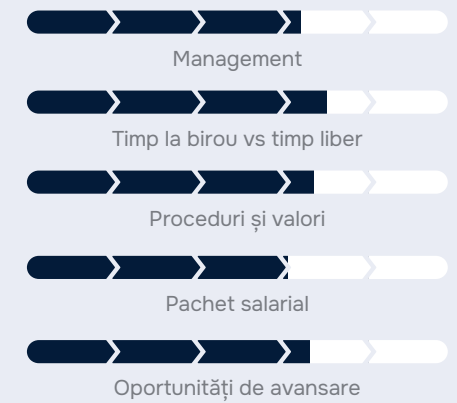 Management
Timp la birou vs timp liber
Proceduri și valori
Pachet salarial
Oportunități de avansare